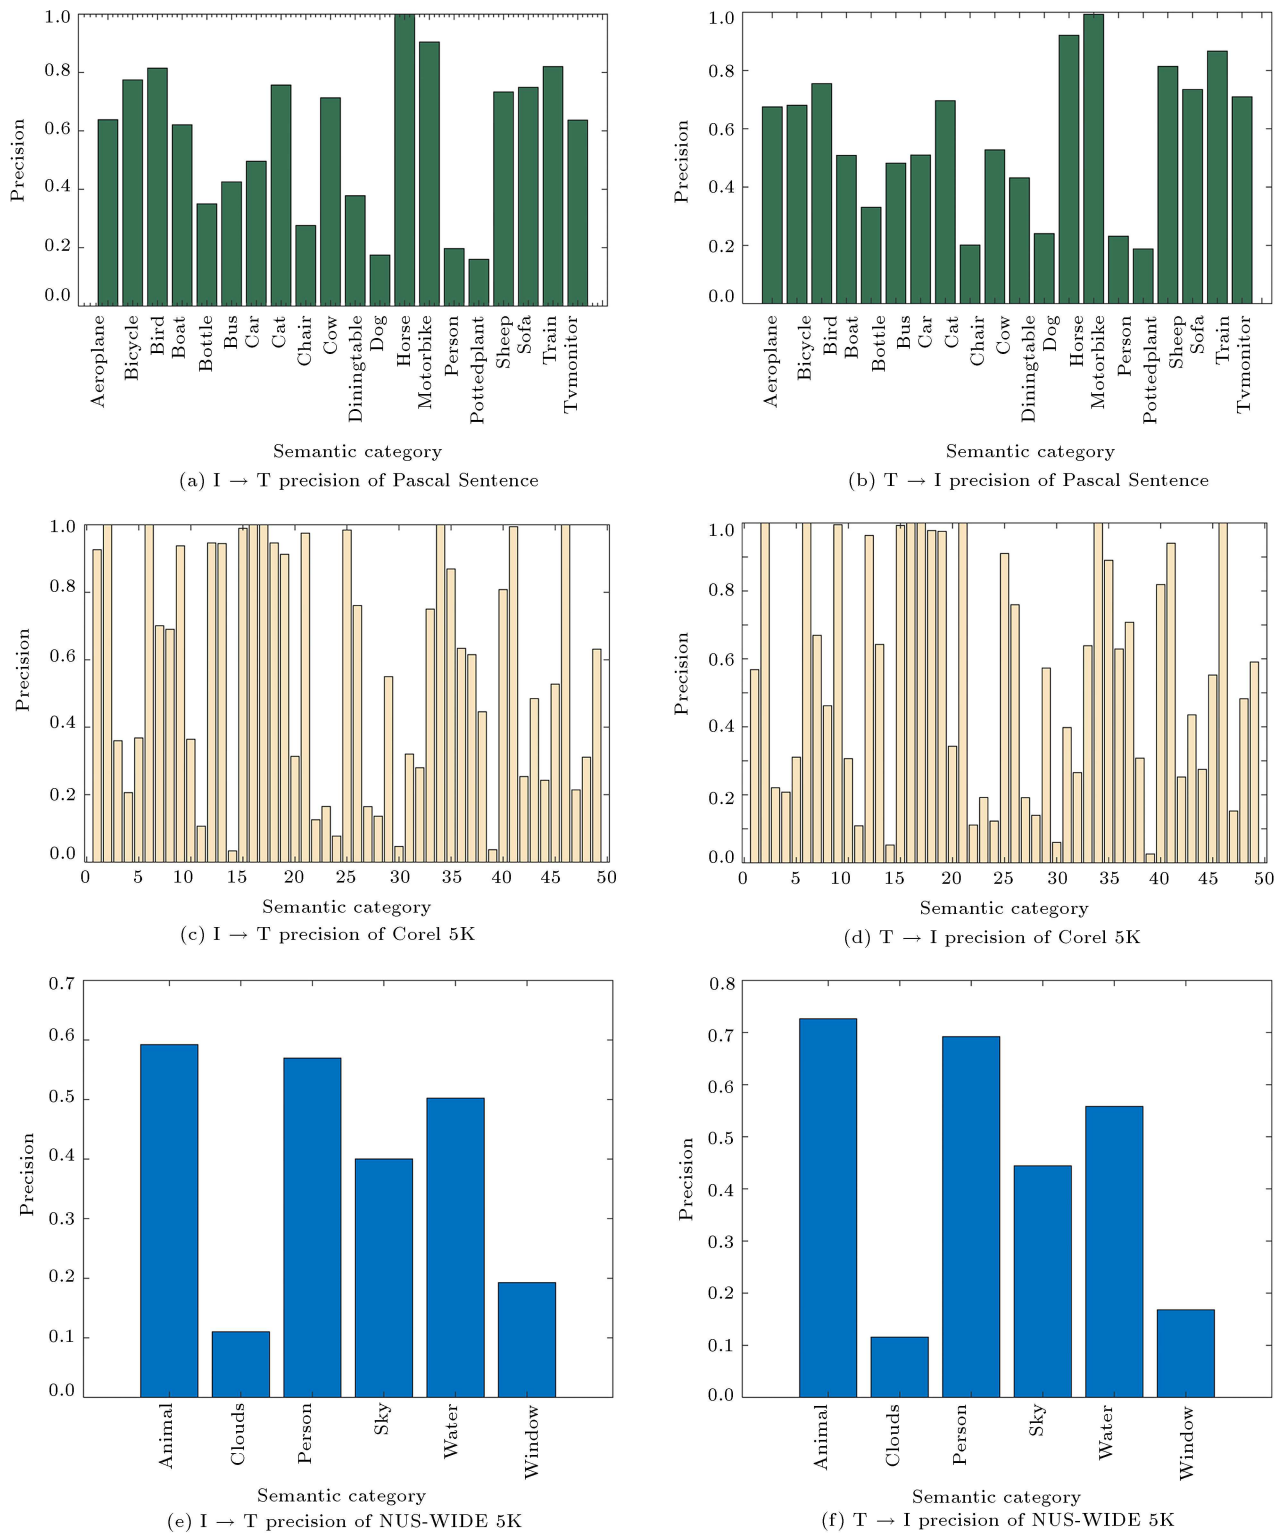 1.0
0.8
0.6
0.4
0.2
0.0
Precision
Aeroplane
Bicycle
Bird
Boat
Bottle
Bus
Car
Cat
Chair
Cow
Diningtable
Dog
Horse
Motorbike
Person
Pottedplant
Sheep
Sofa
Train
Tvmonitor
Semantic category
(a) I → T precision of Pascal Sentence
1.0
0.8
0.6
0.4
0.2
0.0
Precision
Aeroplane
Bicycle
Bird
Boat
Bottle
Bus
Car
Cat
Chair
Cow
Diningtable
Dog
Horse
Motorbike
Person
Pottedplant
Sheep
Sofa
Train
Tvmonitor
Semantic category
(b) T → I precision of Pascal Sentence
1.0
0.8
0.6
0.4
0.2
0.0
Precision
0 5 10 15 20 25 30 35 40 45 50
Semantic category
(c) I → T precision of Corel 5K
1.0
0.8
0.6
0.4
0.2
0.0
Precision
0 5 10 15 20 25 30 35 40 45 50
Semantic category
(d) T → I precision of Corel 5K
0.7
0.6
0.5
0.4
0.3
0.2
0.1
0.0
Precision
Animal
Clouds
Person
Sky
Water
Window
Semantic category
(e) I → T precision of NUS-WIDE 5K
0.8
0.7
0.6
0.5
0.4
0.3
0.2
0.1
0.0
Precision
Animal
Clouds
Person
Sky
Water
Window
Semantic category
(f) T → I precision of NUS-WIDE 5K